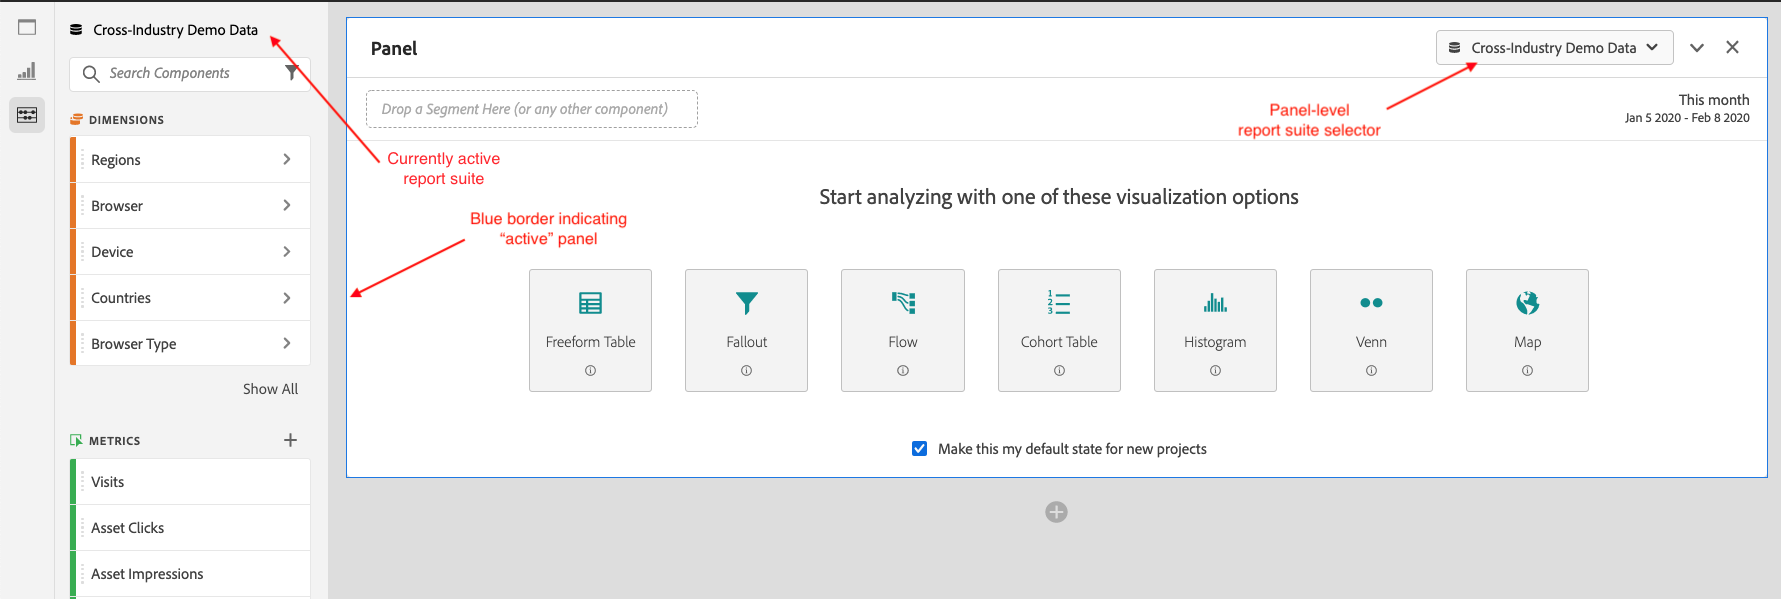 Cross-Industry Demo Data
Search Components
DIMENSIONS
Regions
Browser
Device
Countries
Browser Type
Show All
METRICS
Visits
Asset Clicks
Asset Impressions
Currently active
report suite
Blue border indicating
“active” panel
Panel
Cross-Industry Demo Data
Drop a Segment Here (or any other component)
Panel-level
report suite selector
This month
Jan 5 2020 - Feb 8 2020
Start analyzing with one of these visualization options
Freeform Table
Fallout
Flow
1
2
3
Cohort Table
Histogram
Venn
Map
Make this my default state for new projects